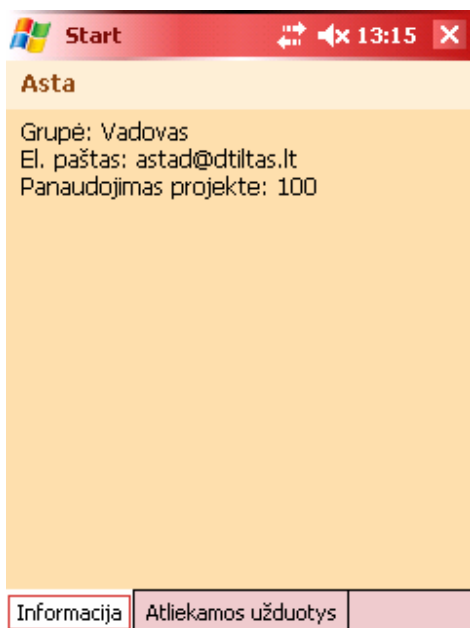 Start 13:15
Asta
Grupė: Vadovas
El. paštas: astad@dtiltas.lt
Panaudojimas projekte: 100
Informacija Atliekamos užduotys